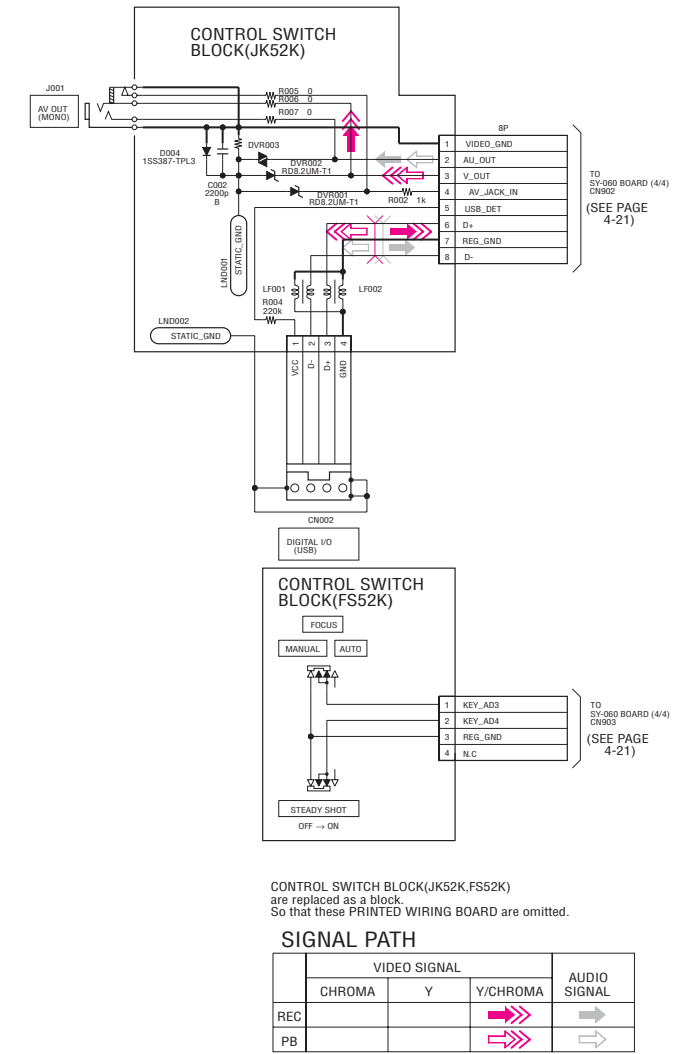 CONTROL SWITCH
BLOCK(JK52K)
J001
AV OUT
(MONO)
R005 0
R006 0
R007 0
D004
1SS387-TPL3
C002
2200p
B
DVR003
DVR002
RD8.2UM-T1
DVR001
RD8.2UM-T1
R002 1k
8P
1 VIDEO_GND
2 AU_OUT
3 V_OUT
4 AV_JACK_IN
5 USB_DET
6 D+
7 REG_GND
8 D-
TO
SY-060 BOARD (4/4)
CN902
(SEE PAGE
4-21)
LND001
STATIC_GND
LF001
LF002
R004
220k
LND002
STATIC_GND
1 2 3 4
VCC
D-
D+
GND
CN002
DIGITAL I/O
(USB)
CONTROL SWITCH
BLOCK(FS52K)
FOCUS
MANUAL AUTO
1 KEY_AD3
2 KEY_AD4
3 REG_GND
4 N.C
TO
SY-060 BOARD (4/4)
CN903
(SEE PAGE
4-21)
STEADY SHOT
OFF → ON
CONTROL SWITCH BLOCK(JK52K,FS52K)
are replaced as a block.
So that these PRINTED WIRING BOARD are omitted.
SIGNAL PATH
VIDEO SIGNAL
AUDIO
SIGNAL
CHROMA Y Y/CHROMA
REC
PB